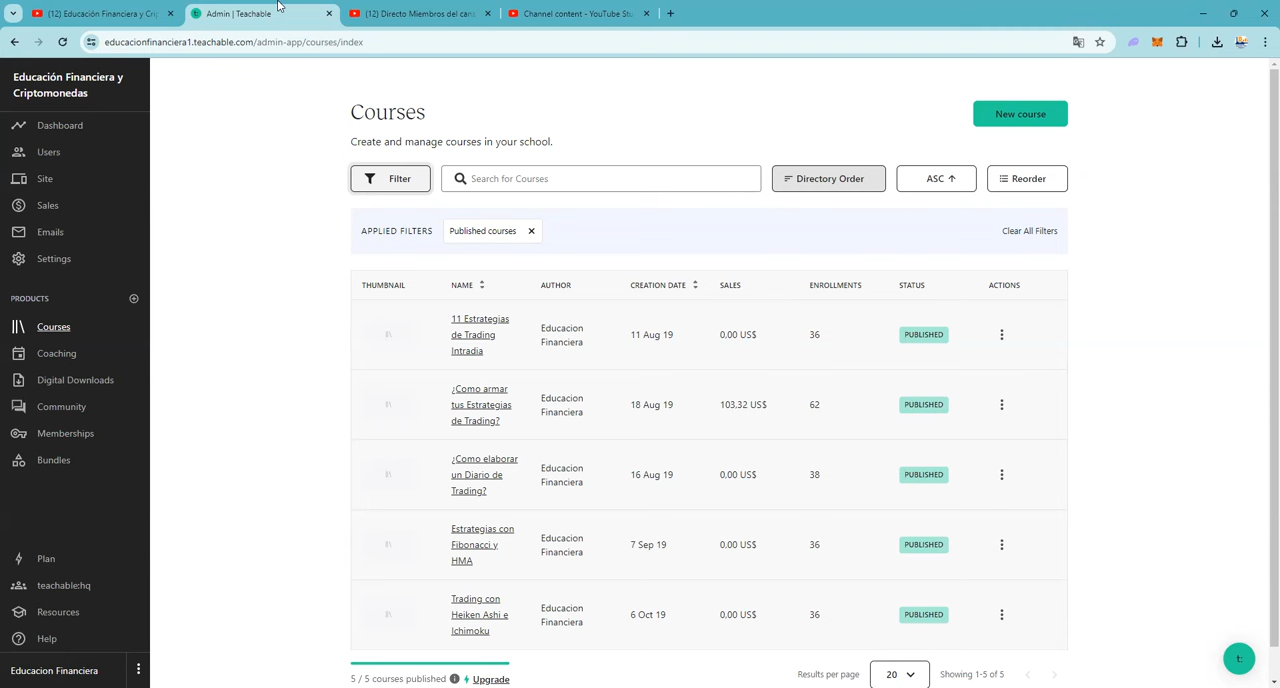 (12) Educación Financiera y Crip
Admin | Teachable
(12) Directo Miembros del cana
Channel content - YouTube Stu
educacionfinanciera1.teachable.com/admin-app/courses/index
Educación Financiera y
Criptomonedas
Dashboard
Users
Site
Sales
Emails
Settings
PRODUCTS
Courses
Coaching
Digital Downloads
Community
Memberships
Bundles
Plan
teachable:hq
Resources
Help
Educacion Financiera
Courses
New course
Create and manage courses in your school.
Filter
Search for Courses
Directory Order
ASC
Reorder
APPLIED FILTERS
Published courses
Clear All Filters
THUMBNAIL NAME AUTHOR CREATION DATE SALES ENROLLMENTS STATUS ACTIONS
11 Estrategias
de Trading
Intradia
Educacion
Financiera
11 Aug 19
0,00 US$
36
PUBLISHED
¿Como armar
tus Estrategias
de Trading?
Educacion
Financiera
18 Aug 19
103,32 US$
62
PUBLISHED
¿Como elaborar
un Diario de
Trading?
Educacion
Financiera
16 Aug 19
0,00 US$
38
PUBLISHED
Estrategias con
Fibonacci y
HMA
Educacion
Financiera
7 Sep 19
0,00 US$
36
PUBLISHED
Trading con
Heiken Ashi e
Ichimoku
Educacion
Financiera
6 Oct 19
0,00 US$
36
PUBLISHED
5 / 5 courses published
Upgrade
Results per page
20
Showing 1-5 of 5
t: